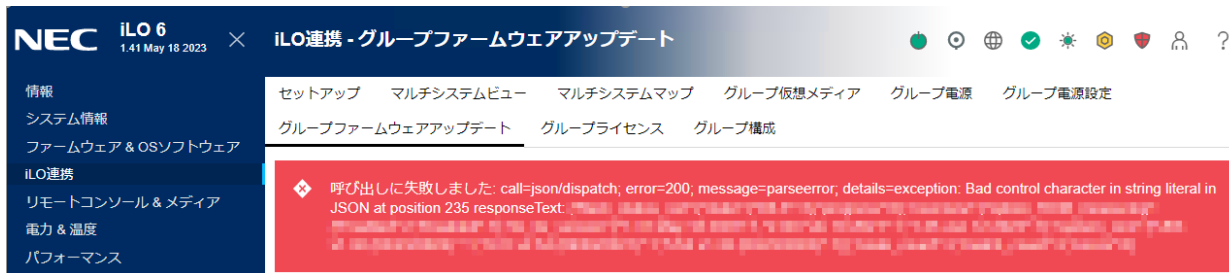 NEC iLO 6
1.41 May 18 2023
iLO連携 - グループファームウェアアップデート
情報
システム情報
ファームウェア & OSソフトウェア
iLO連携
リモートコンソール & メディア
電力 & 温度
パフォーマンス
セットアップ マルチシステムビュー マルチシステムマップ グループ仮想メディア グループ電源 グループ電源設定
グループファームウェアアップデート グループライセンス グループ構成
呼び出しに失敗しました: call=json/dispatch; error=200; message=parseerror; details=exception: Bad control character in string literal in
JSON at position 235 responseText: